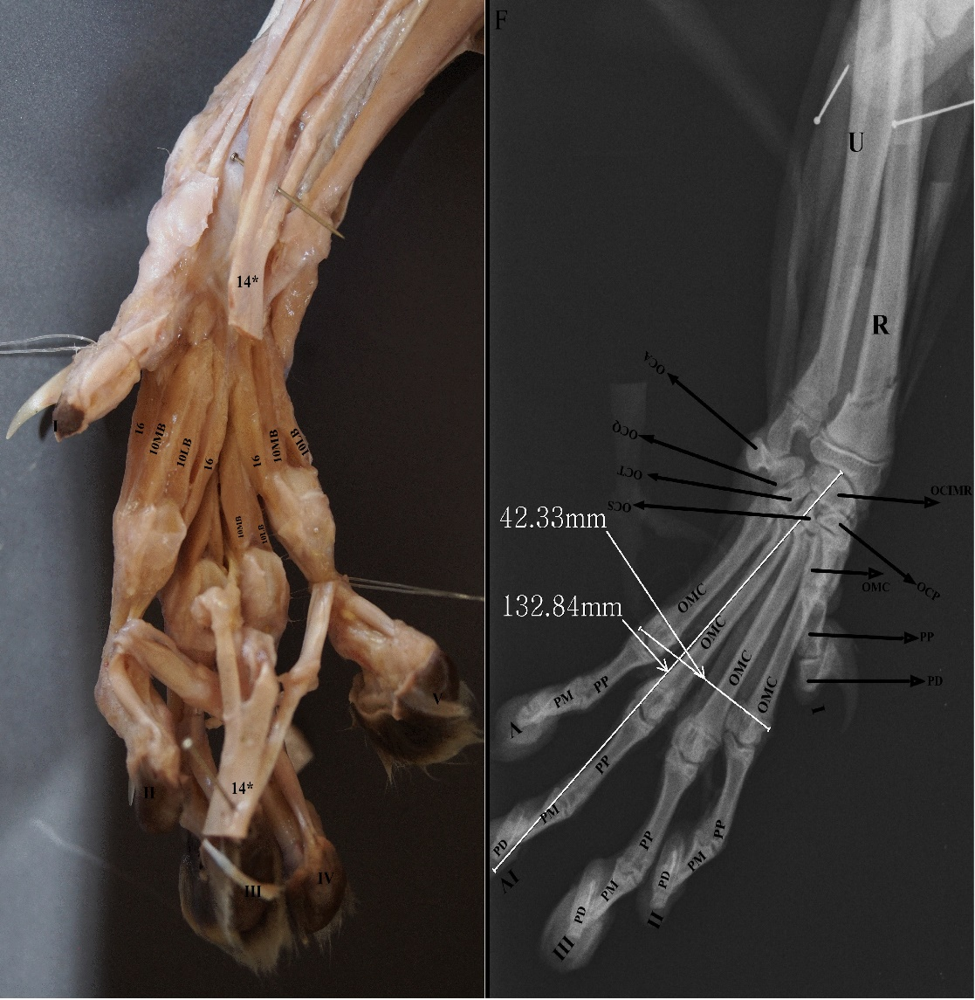 14*
I
16
10MB
10LB
16
16
10MB
10LB
10MB
10LB
V
II
14*
III
IV
F
U
R
OCA
OCQ
OCT
OCS
OCIMR
42.33mm
OMC
OCP
132.84mm
OMC
OMC
PP
OMC
PD
OMC
I
PM
PP
V
PP
PM
PD
VI
PP
PP
PM
PM
PD
PD
II
III